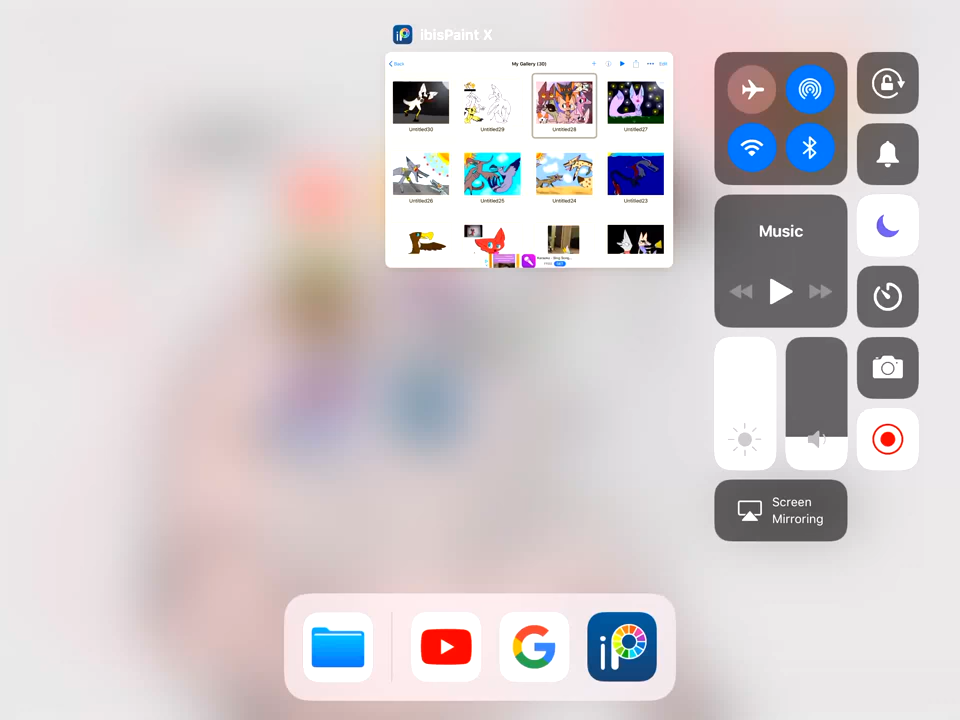 ibisPaint X
Back
My Gallery (30)
Edit
Untitled30
Untitled29
Untitled28
Untitled27
Untitled26
Untitled25
Untitled24
Untitled23
Music
Screen
Mirroring